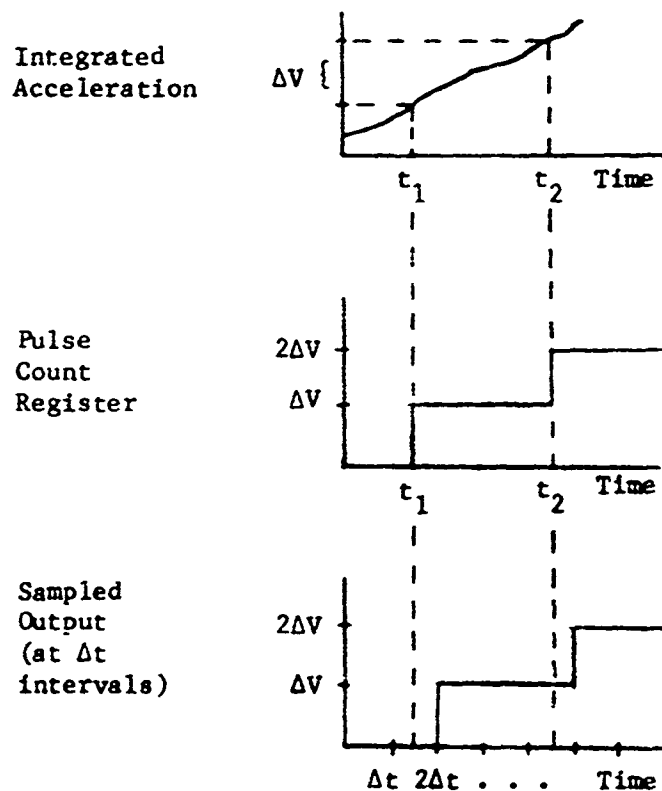 Integrated
Acceleration
ΔV {
t1 t2 Time
Pulse
Count
Register
2ΔV
ΔV
t1 t2 Time
Sampled
Output
(at Δt
intervals)
2ΔV
ΔV
Δt 2Δt . . . Time